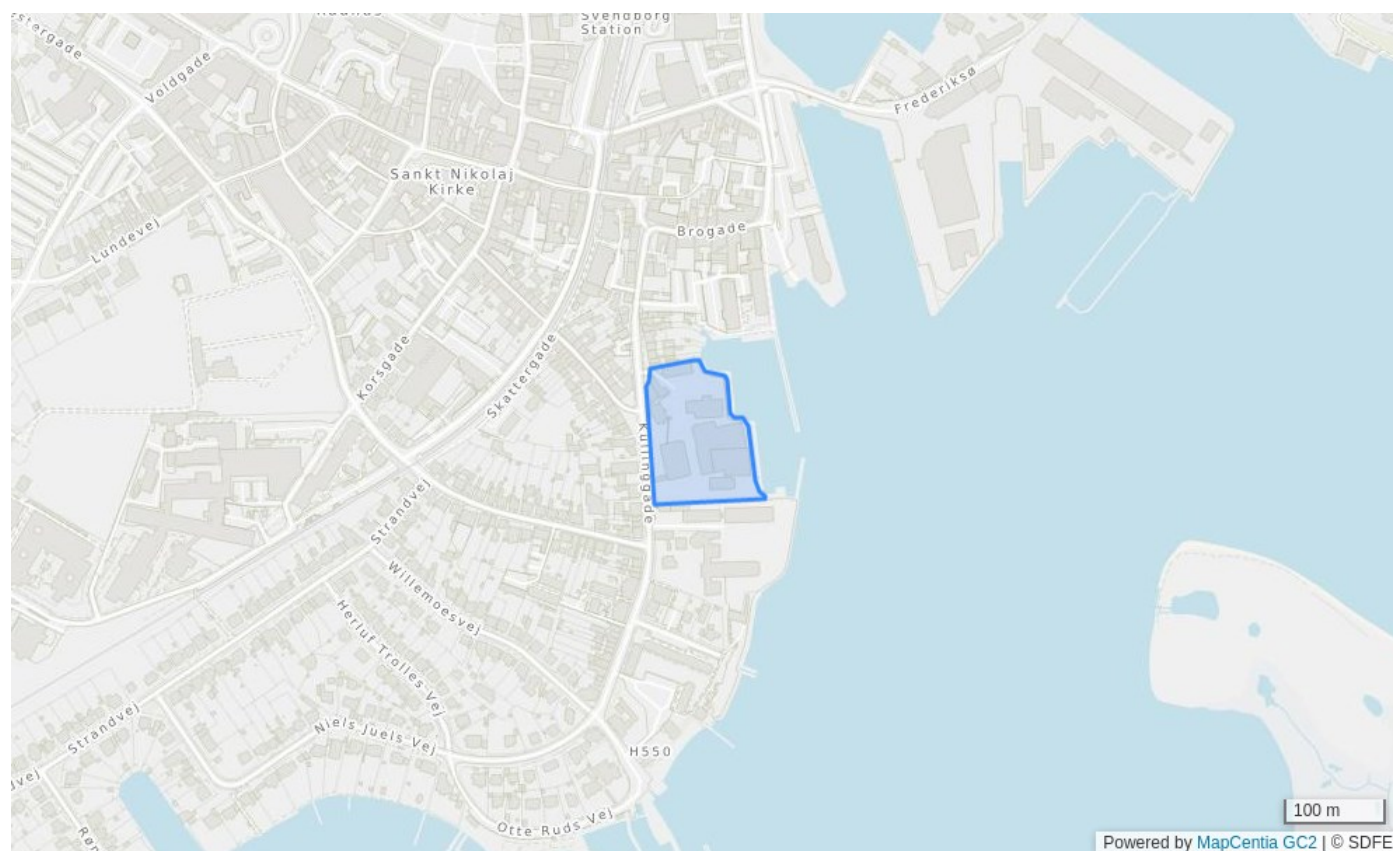 Svendborg
Station
Voldgade
Frederiksø
Sankt Nikolaj
Kirke
Brogade
Lundevej
Korsgade
Skattergade
Kullinggade
Strandvej
Willemoesvej
Herluf Trolles Vej
Strandvej
Niels Juels Vej
H550
Otte Ruds Vej
100 m
Powered by MapCentia GC2 | © SDFE